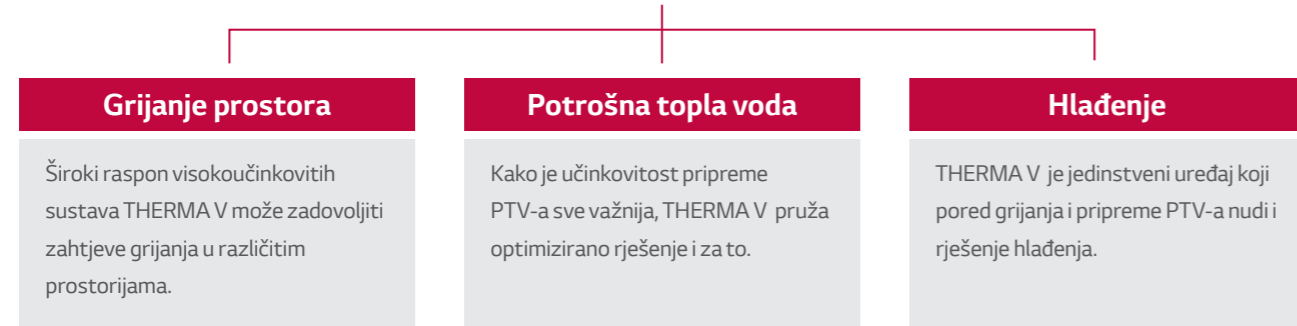 Grijanje prostora
Široki raspon visokoučinkovitih
sustava THERMA V može zadovoljiti
zahtjeve grijanja u različitim
prostorijama.
Potrošna topla voda
Kako je učinkovitost pripreme
PTV-a sve važnija, THERMA V pruža
optimizirano rješenje i za to.
Hlađenje
THERMA V je jedinstveni uređaj koji
pored grijanja i pripreme PTV-a nudi i
rješenje hlađenja.